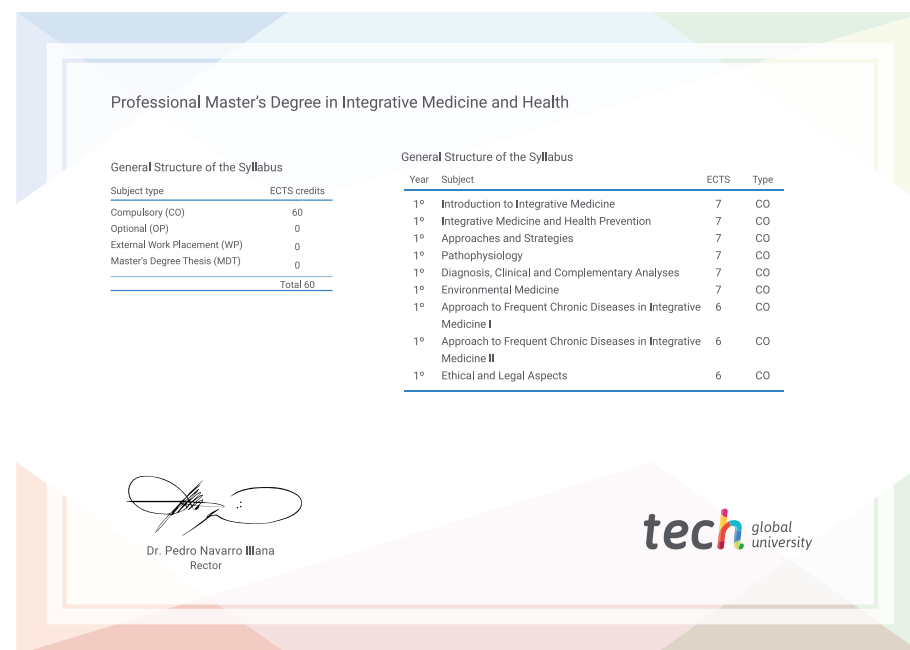 Professional Master's Degree in Integrative Medicine and Health
General Structure of the Syllabus
Subject type ECTS credits
Compulsory (CO) 60
Optional (OP) 0
External Work Placement (WP) 0
Master's Degree Thesis (MDT) 0
Total 60
General Structure of the Syllabus
Year Subject ECTS Type
1º Introduction to Integrative Medicine 7 CO
1º Integrative Medicine and Health Prevention 7 CO
1º Approaches and Strategies 7 CO
1º Pathophysiology 7 CO
1º Diagnosis, Clinical and Complementary Analyses 7 CO
1º Environmental Medicine 7 CO
1º Approach to Frequent Chronic Diseases in Integrative 6 CO
Medicine I
1º Approach to Frequent Chronic Diseases in Integrative 6 CO
Medicine II
1º Ethical and Legal Aspects 6 CO
Dr. Pedro Navarro Illana
Rector
tech global
university